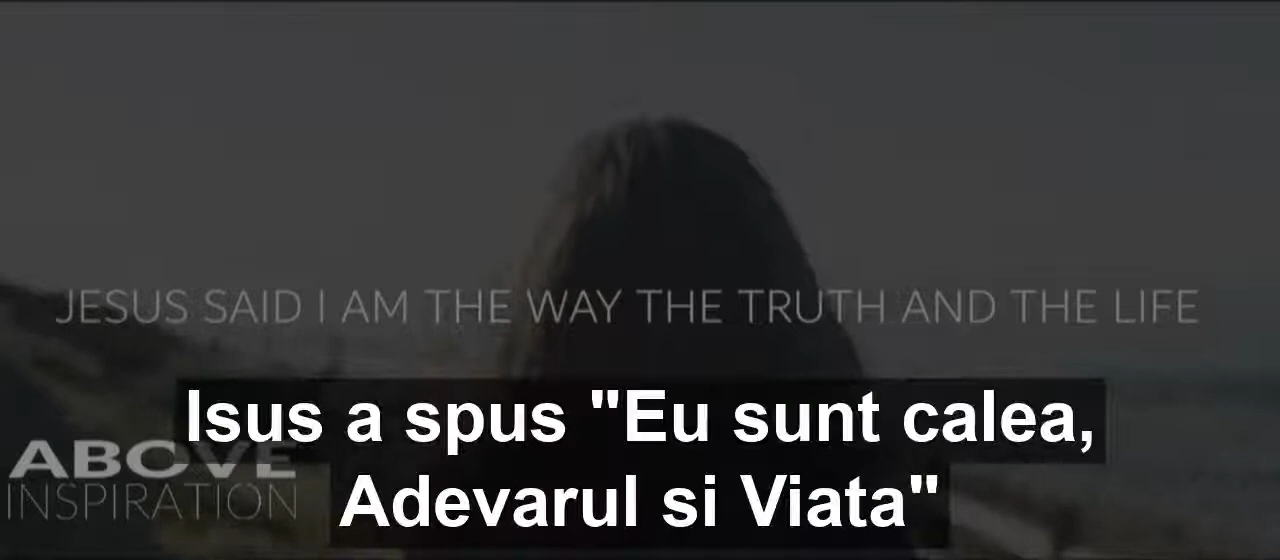 JESUS SAID I AM THE WAY THE TRUTH AND THE LIFE
Isus a spus "Eu sunt calea,
Adevarul si Viata"
ABOVE
INSPIRATION